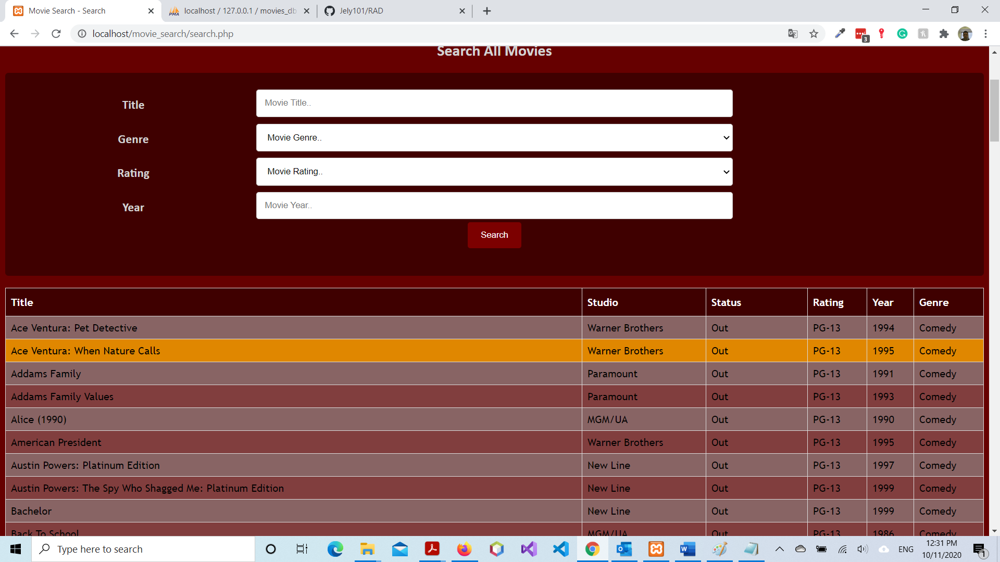 Movie Search - Search
localhost / 127.0.0.1 / movies_db
Jely101/RAD
localhost/movie_search/search.php
3
Search All Movies
Title
Movie Title..
Genre
Movie Genre..
Rating
Movie Rating..
Year
Movie Year..
Search
Title Studio Status Rating Year Genre
Ace Ventura: Pet Detective Warner Brothers Out PG-13 1994 Comedy
Ace Ventura: When Nature Calls Warner Brothers Out PG-13 1995 Comedy
Addams Family Paramount Out PG-13 1991 Comedy
Addams Family Values Paramount Out PG-13 1993 Comedy
Alice (1990) MGM/UA Out PG-13 1990 Comedy
American President Warner Brothers Out PG-13 1995 Comedy
Austin Powers: Platinum Edition New Line Out PG-13 1997 Comedy
Austin Powers: The Spy Who Shagged Me: Platinum Edition New Line Out PG-13 1999 Comedy
Bachelor New Line Out PG-13 1999 Comedy
Back To School MGM/UA Out PG-13 1986 Comedy
Type here to search
ENG
12:31 PM
10/11/2020
1